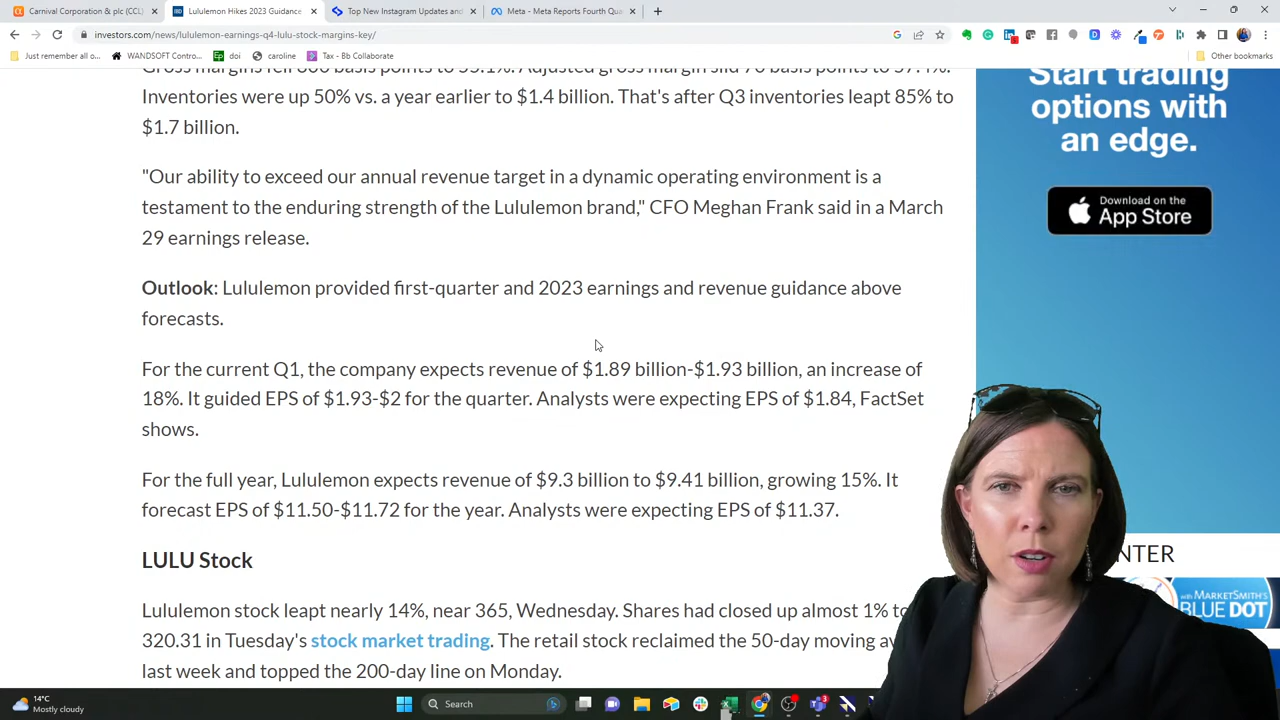 Carnival Corporation & plc (CCL)
Lululemon Hikes 2023 Guidance
Top New Instagram Updates and
Meta - Meta Reports Fourth Qua
investors.com/news/lululemon-earnings-q4-lulu-stock-margins-key/
Just remember all o...
WANDSOFT Contro...
doi
caroline
Tax - Bb Collaborate
Other bookmarks
Inventories were up 50% vs. a year earlier to $1.4 billion. That's after Q3 inventories leapt 85% to
$1.7 billion.
"Our ability to exceed our annual revenue target in a dynamic operating environment is a
testament to the enduring strength of the Lululemon brand," CFO Meghan Frank said in a March
29 earnings release.
Outlook: Lululemon provided first-quarter and 2023 earnings and revenue guidance above
forecasts.
For the current Q1, the company expects revenue of $1.89 billion-$1.93 billion, an increase of
18%. It guided EPS of $1.93-$2 for the quarter. Analysts were expecting EPS of $1.84, FactSet
shows.
For the full year, Lululemon expects revenue of $9.3 billion to $9.41 billion, growing 15%. It
forecast EPS of $11.50-$11.72 for the year. Analysts were expecting EPS of $11.37.
LULU Stock
Lululemon stock leapt nearly 14%, near 365, Wednesday. Shares had closed up almost 1% to
320.31 in Tuesday's stock market trading. The retail stock reclaimed the 50-day moving av
last week and topped the 200-day line on Monday.
Start trading
options with
an edge.
Download on the
App Store
NTER
with MARKETSMITH'S
BLUE DOT
14°C
Mostly cloudy
Search